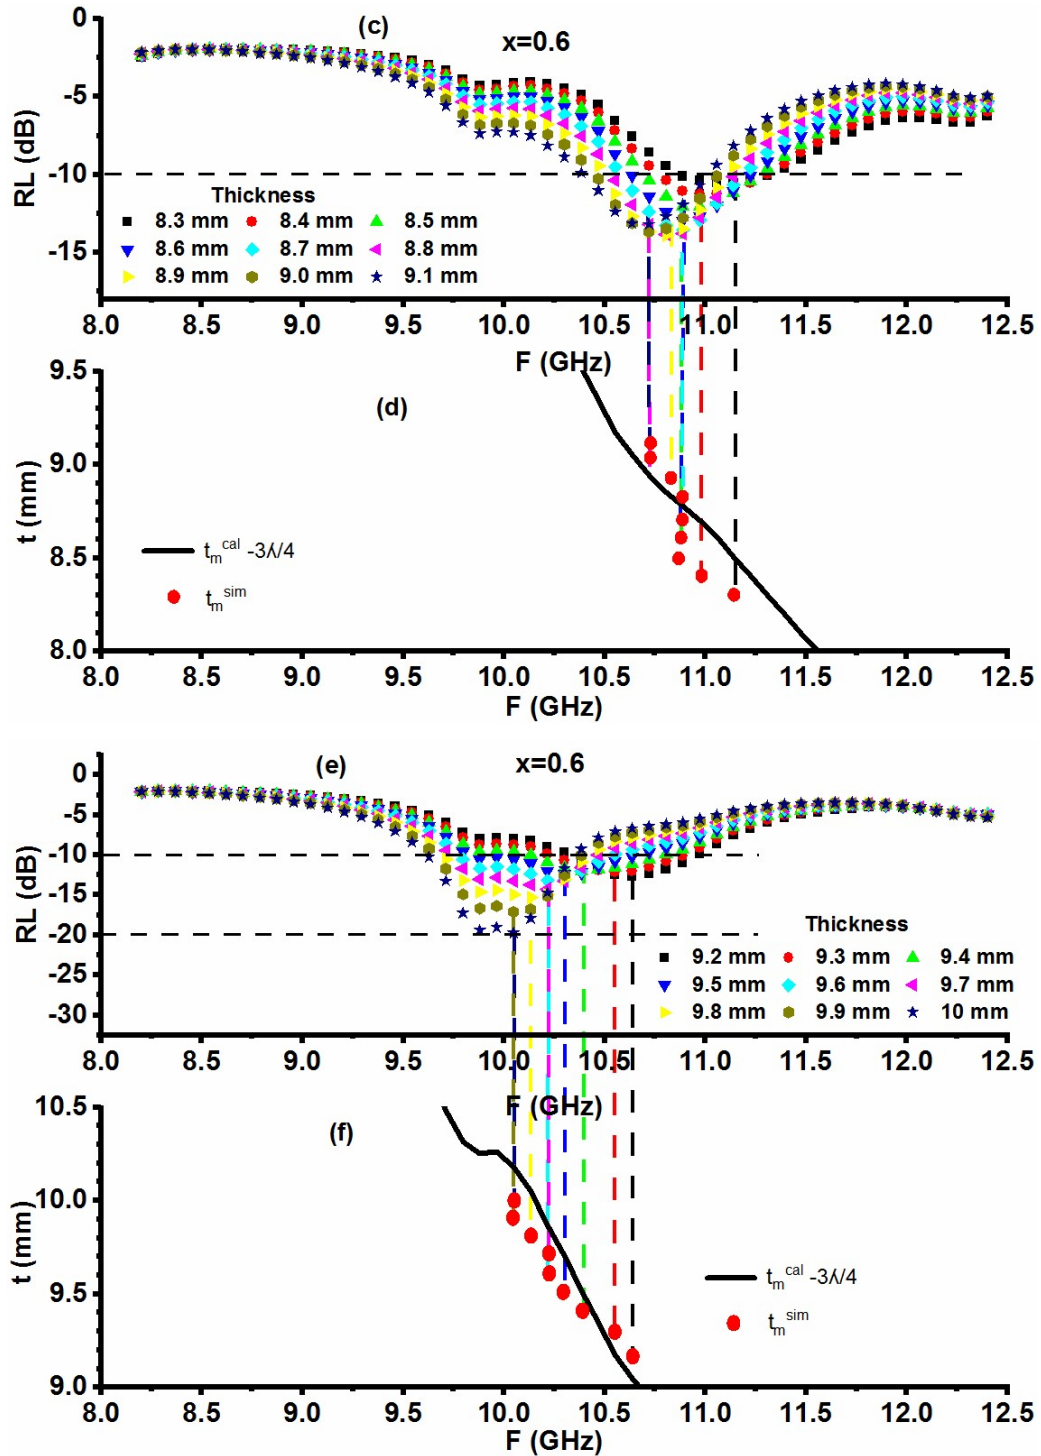 0
(c)
x=0.6
-5
RL (dB)
-10
Thickness
8.3 mm 8.4 mm 8.5 mm
8.6 mm 8.7 mm 8.8 mm
-15
8.9 mm 9.0 mm 9.1 mm
8.0 8.5 9.0 9.5 10.0 10.5 11.0 11.5 12.0 12.5
F (GHz)
9.5
(d)
9.0
t (mm)
t_m^cal -3λ/4
8.5
t_m^sim
8.0
8.0 8.5 9.0 9.5 10.0 10.5 11.0 11.5 12.0 12.5
F (GHz)
(e)
x=0.6
0
-5
-10
RL (dB)
-15
-20
Thickness
-25
9.2 mm 9.3 mm 9.4 mm
9.5 mm 9.6 mm 9.7 mm
-30
9.8 mm 9.9 mm 10 mm
8.0 8.5 9.0 9.5 10.0 10.5 11.0 11.5 12.0 12.5
F (GHz)
10.5
(f)
10.0
t (mm)
9.5
t_m^cal -3λ/4
t_m^sim
9.0
8.0 8.5 9.0 9.5 10.0 10.5 11.0 11.5 12.0 12.5
F (GHz)